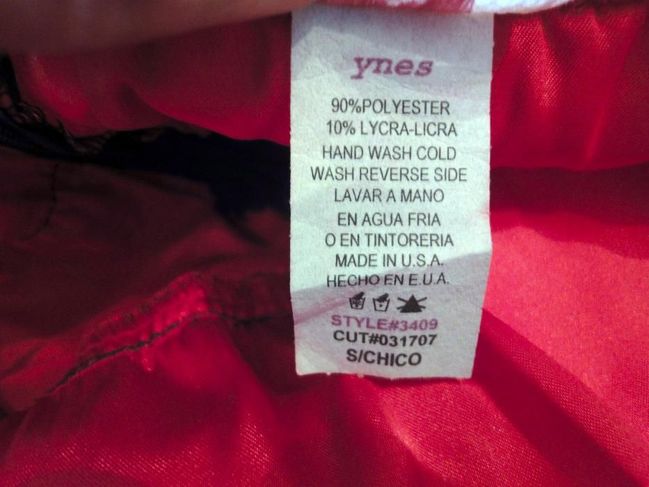 ynes
90%POLYESTER
10% LYCRA-LICRA
HAND WASH COLD
WASH REVERSE SIDE
LAVAR A MANO
EN AGUA FRIA
O EN TINTORERIA
MADE IN U.S.A.
HECHO EN E.U.A.
STYLE#3409
CUT#031707
S/CHICO